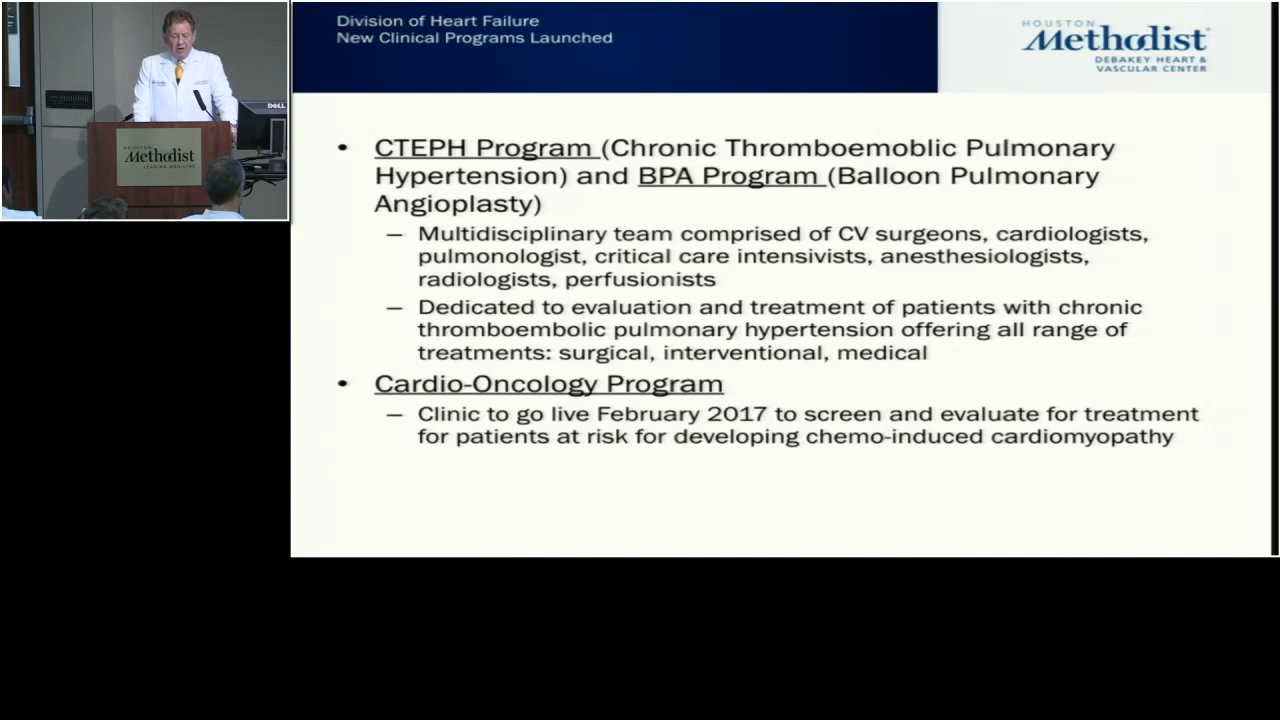 Division of Heart Failure
New Clinical Programs Launched
HOUSTON
Methodist
DEBAKEY HEART &
VASCULAR CENTER
DELL
HOUSTON
Methodist
LEADING MEDICINE
• CTEPH Program (Chronic Thromboemoblic Pulmonary
Hypertension) and BPA Program (Balloon Pulmonary
Angioplasty)
– Multidisciplinary team comprised of CV surgeons, cardiologists,
pulmonologist, critical care intensivists, anesthesiologists,
radiologists, perfusionists
– Dedicated to evaluation and treatment of patients with chronic
thromboembolic pulmonary hypertension offering all range of
treatments: surgical, interventional, medical
• Cardio-Oncology Program
– Clinic to go live February 2017 to screen and evaluate for treatment
for patients at risk for developing chemo-induced cardiomyopathy